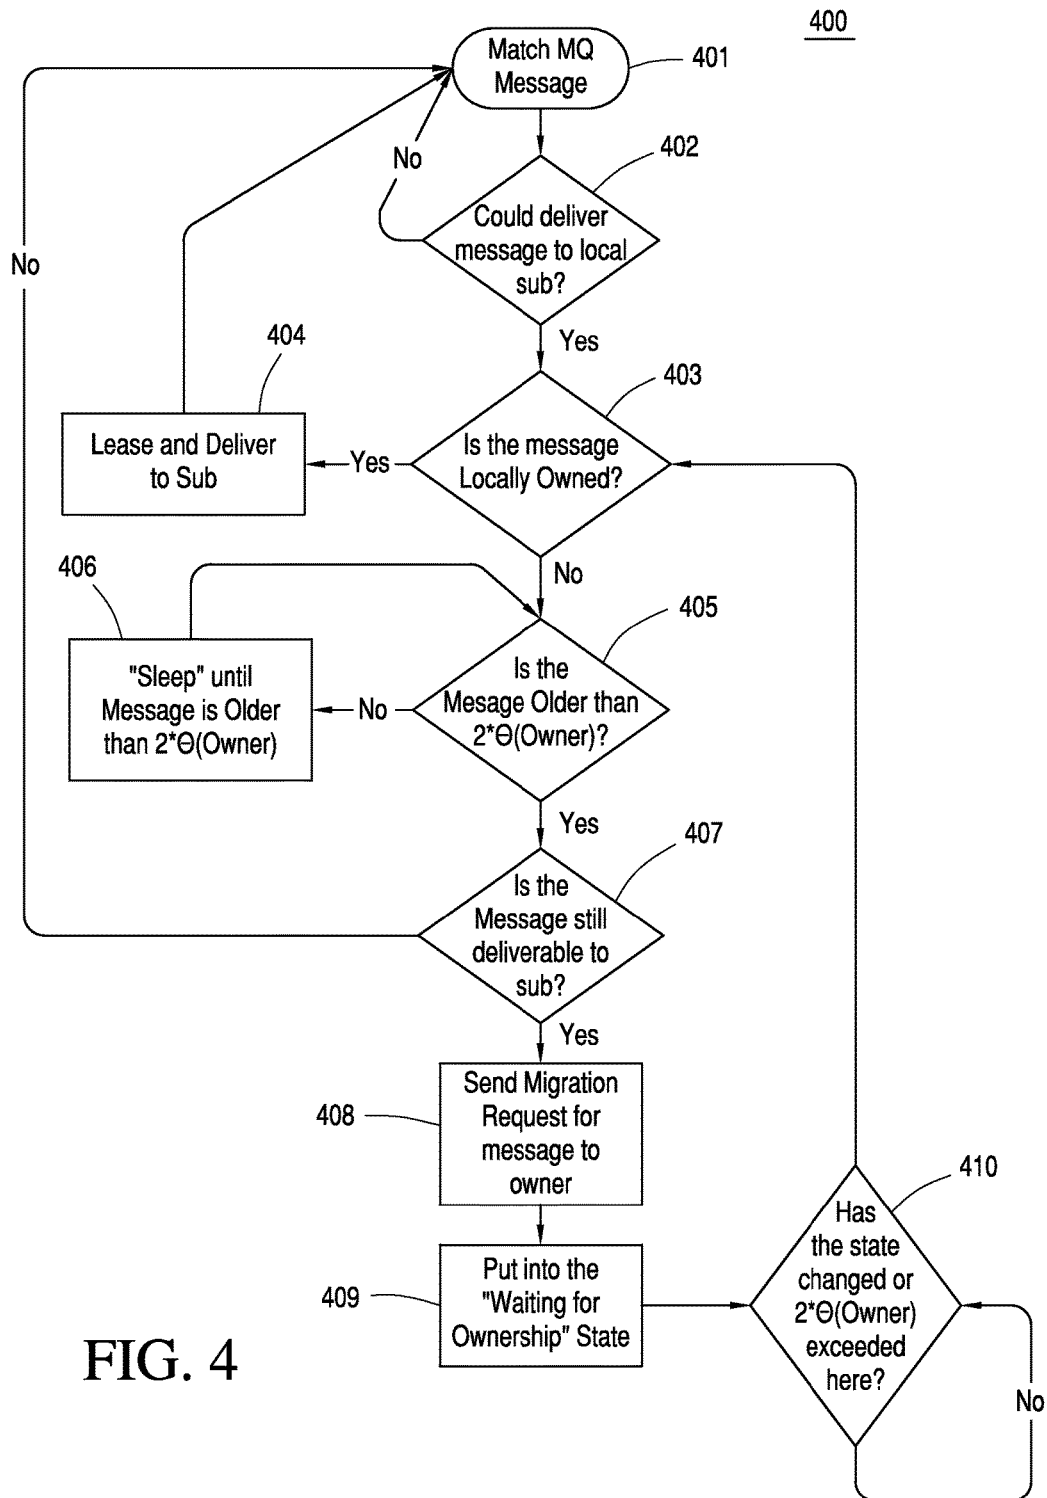 400
Match MQ
Message
401
No
402
Could deliver
message to local
sub?
No
Yes
404
403
Lease and Deliver
to Sub
Yes
Is the message
Locally Owned?
406
No
405
"Sleep" until
Message is Older
than 2*Θ(Owner)
No
Is the
Mesage Older than
2*Θ(Owner)?
Yes
407
Is the
Message still
deliverable to
sub?
Yes
408
Send Migration
Request for
message to
owner
410
409
Put into the
"Waiting for
Ownership" State
Has
the state
changed or
2*Θ(Owner)
exceeded
here?
No
FIG. 4